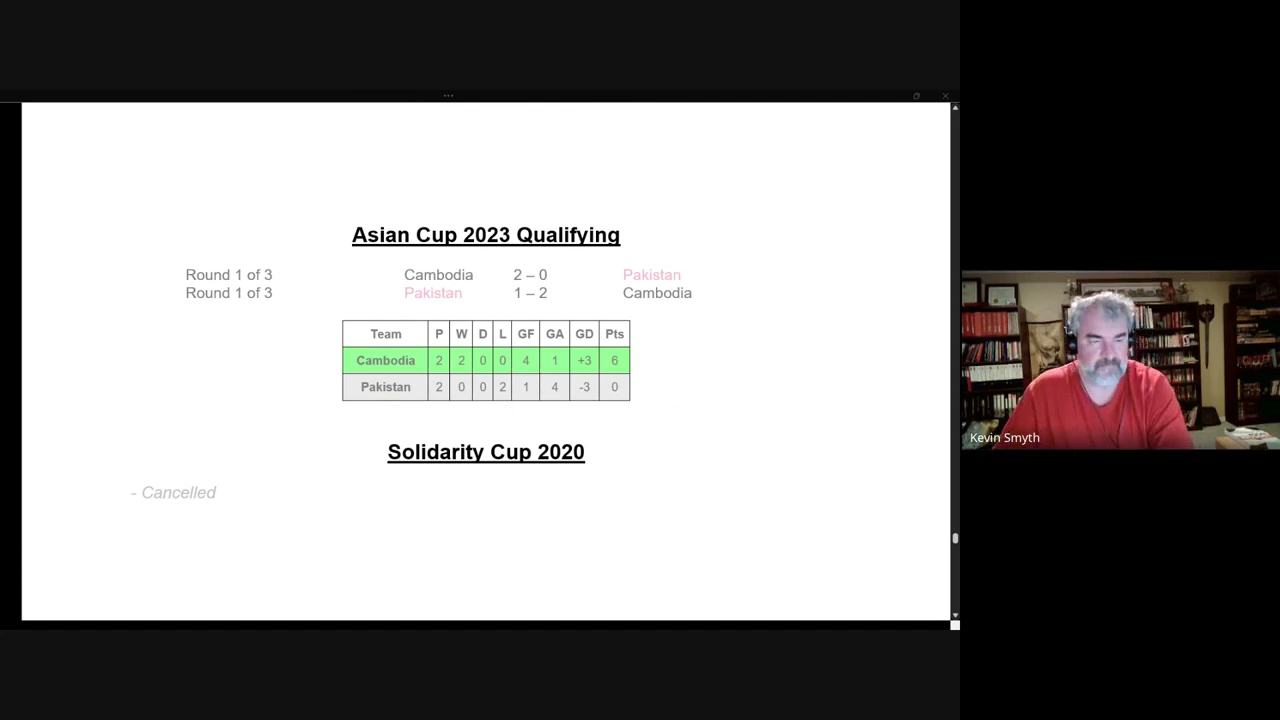 Asian Cup 2023 Qualifying
Round 1 of 3 Cambodia 2 – 0 Pakistan
Round 1 of 3 Pakistan 1 – 2 Cambodia
Team P W D L GF GA GD Pts
Cambodia 2 2 0 0 4 1 +3 6
Pakistan 2 0 0 2 1 4 -3 0
Solidarity Cup 2020
- Cancelled
Kevin Smyth